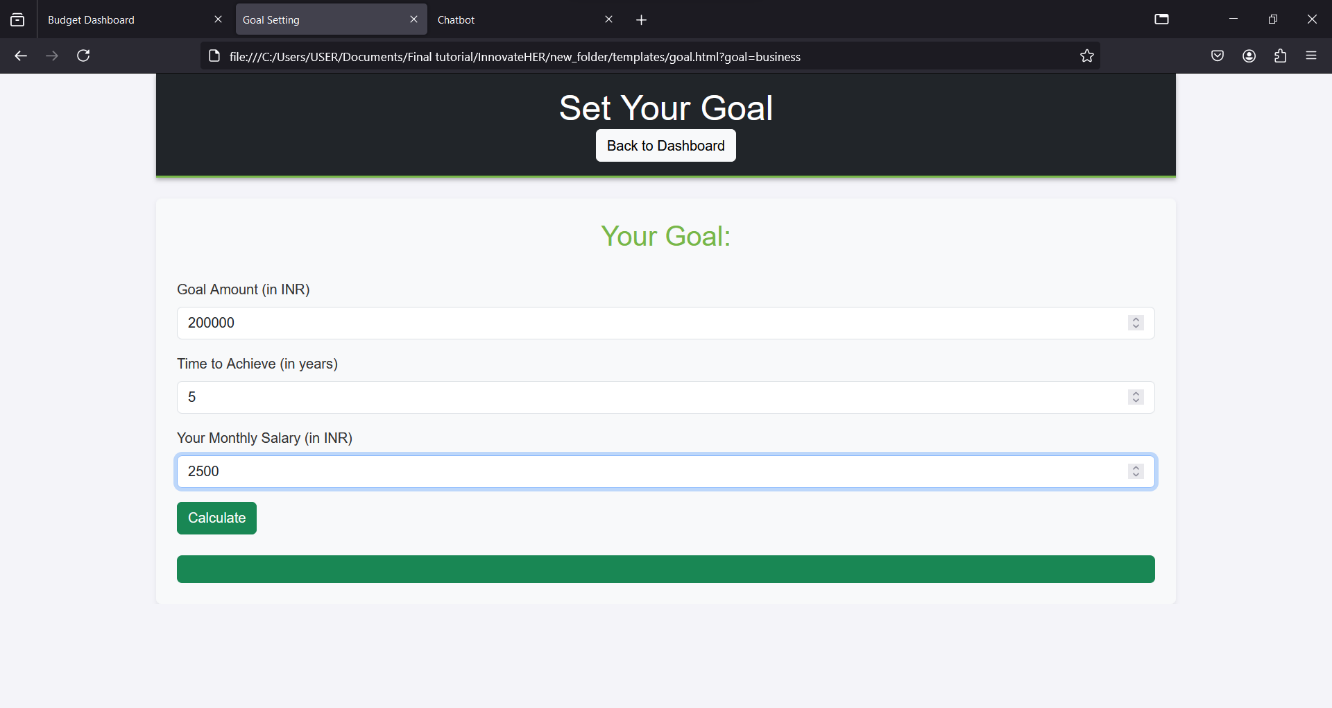 Budget Dashboard
Goal Setting
Chatbot
file:///C:/Users/USER/Documents/Final tutorial/InnovateHER/new_folder/templates/goal.html?goal=business
Set Your Goal
Back to Dashboard
Your Goal:
Goal Amount (in INR)
200000
Time to Achieve (in years)
5
Your Monthly Salary (in INR)
2500
Calculate